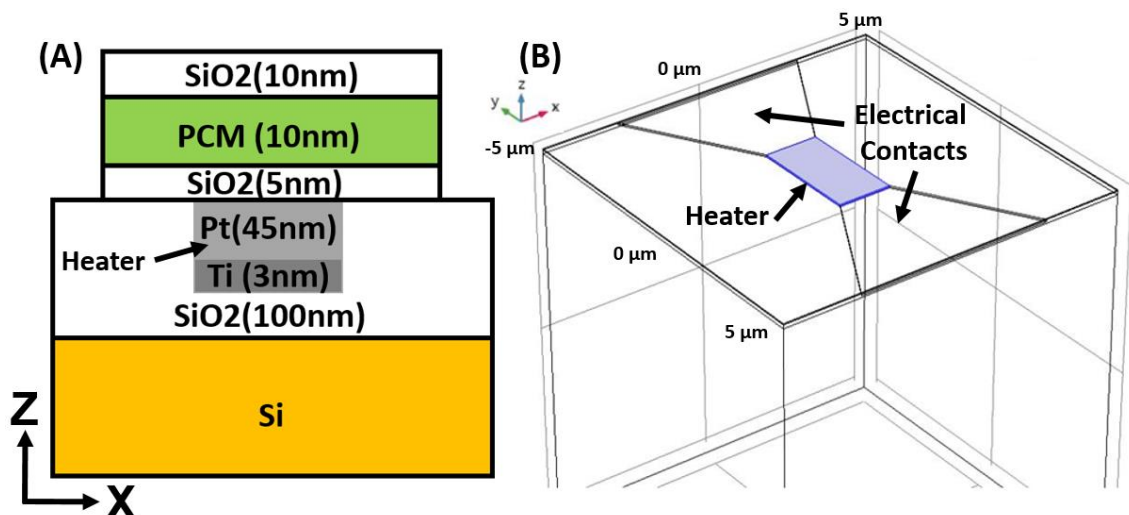 (A)
SiO2(10nm)
PCM (10nm)
SiO2(5nm)
Pt(45nm)
Heater
Ti (3nm)
SiO2(100nm)
Si
Z
X
(B)
5 µm
0 µm
z
y
x
-5 µm
Electrical
Contacts
Heater
0 µm
5 µm